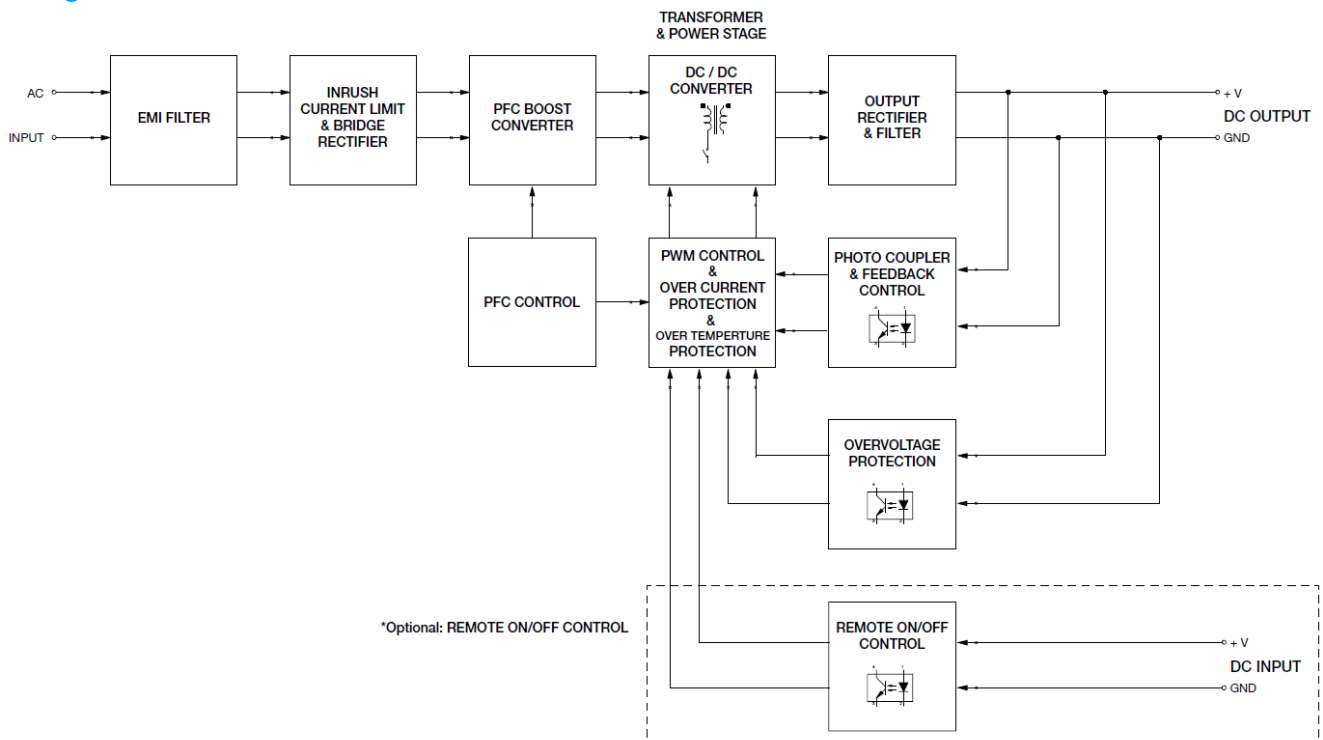 TRANSFORMER
& POWER STAGE
AC
INPUT
EMI FILTER
INRUSH
CURRENT LIMIT
& BRIDGE
RECTIFIER
PFC BOOST
CONVERTER
DC / DC
CONVERTER
OUTPUT
RECTIFIER
& FILTER
+ V
DC OUTPUT
GND
PFC CONTROL
PWM CONTROL
&
OVER CURRENT
PROTECTION
&
OVER TEMPERTURE
PROTECTION
PHOTO COUPLER
& FEEDBACK
CONTROL
OVERVOLTAGE
PROTECTION
*Optional: REMOTE ON/OFF CONTROL
REMOTE ON/OFF
CONTROL
+ V
DC INPUT
GND